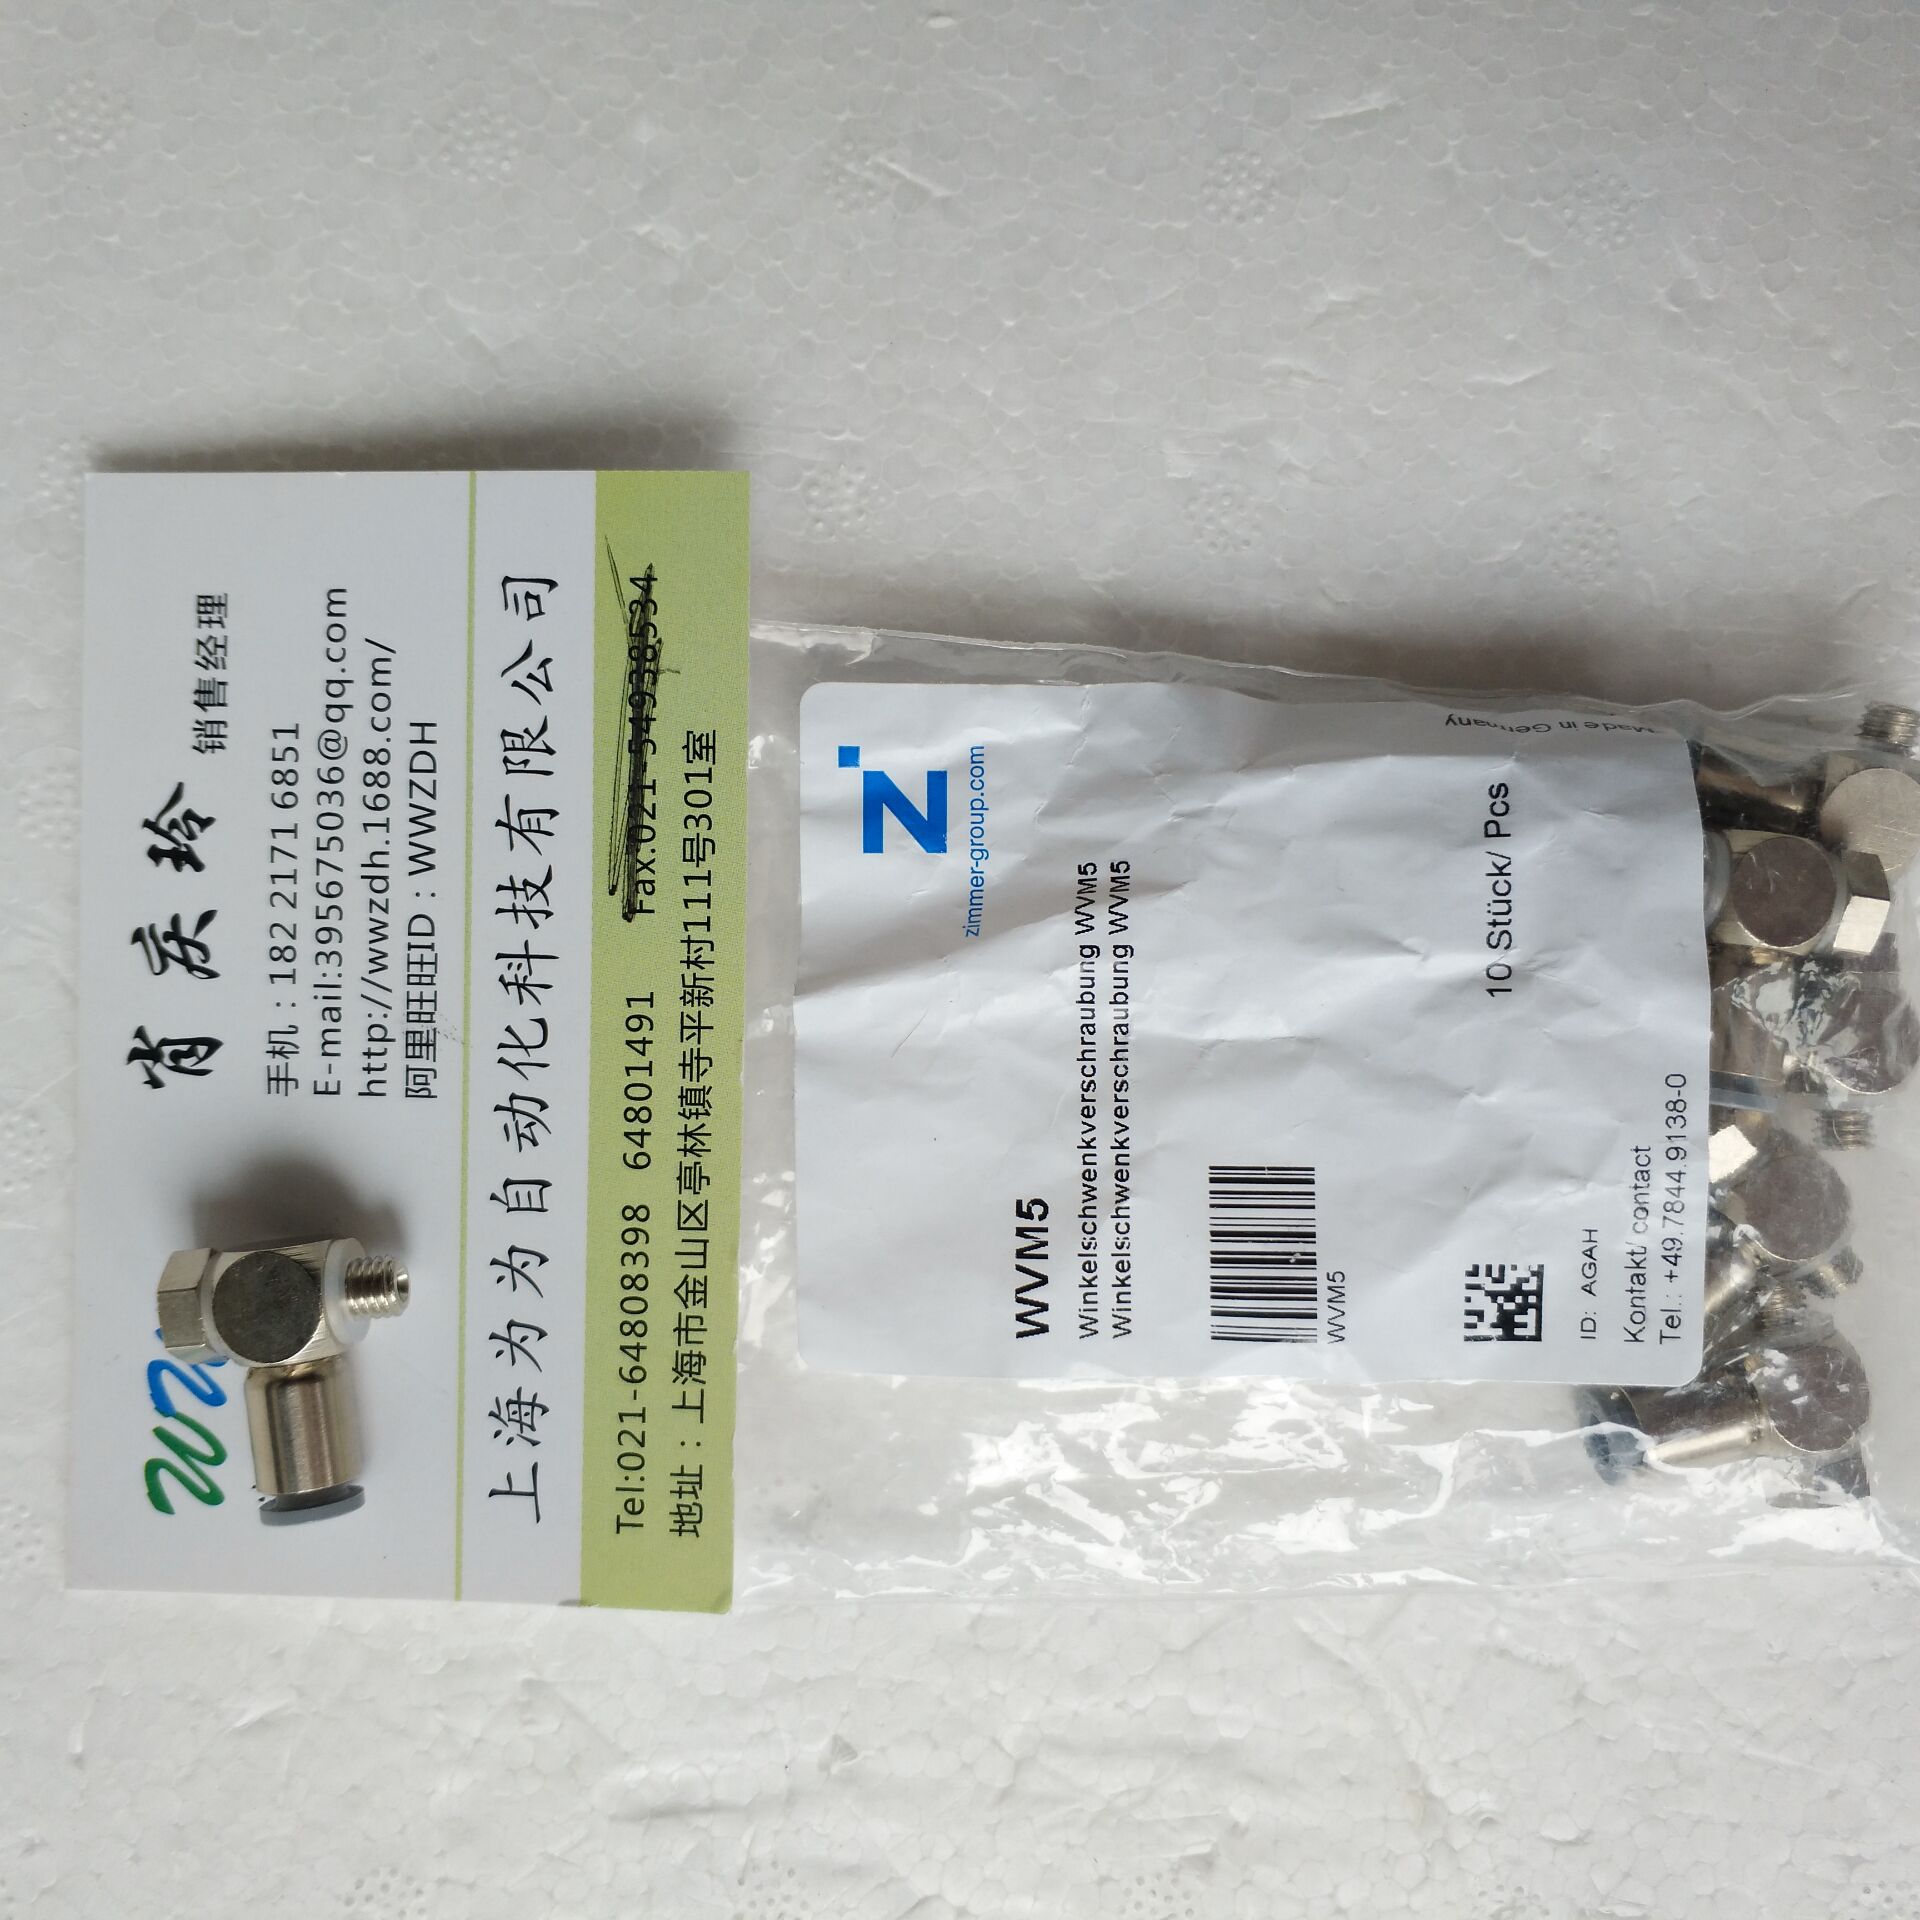 肖庆玲 销售经理
手机：182 2171 6851
E-mail:395675036@qq.com
http://wwzdh.1688.com/
阿里旺旺ID：WWZDH
上海为为自动化科技有限公司
Tel:021-64808398 64801491 Fax:021-54938534
地址：上海市金山区亭林镇寺平新村111号301室
Z
zimmer-group.com
WVM5
Winkelschwenkverschraubung WVM5
Winkelschwenkverschraubung WVM5
WVM5
10 Stück/ Pcs
ID: AGAH
Kontakt/ contact
Tel.: +49.7844.9138-0
Made in Germany